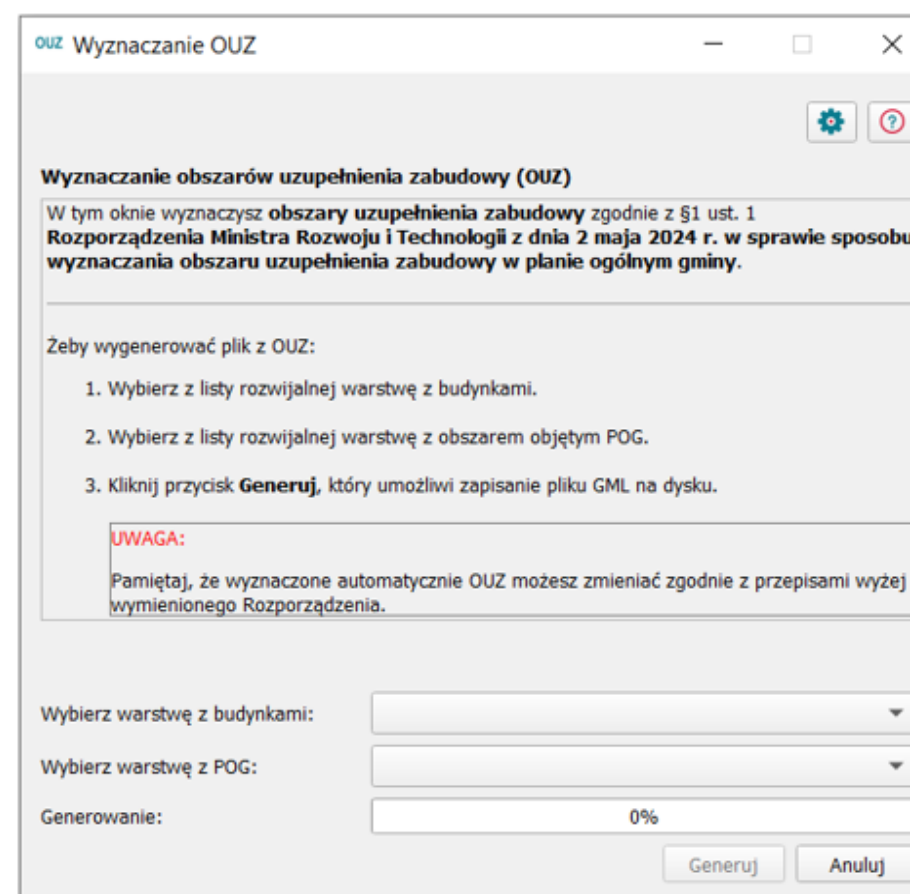 OUZ Wyznaczanie OUZ
Wyznaczanie obszarów uzupełnienia zabudowy (OUZ)
W tym oknie wyznaczysz obszary uzupełnienia zabudowy zgodnie z §1 ust. 1
Rozporządzenia Ministra Rozwoju i Technologii z dnia 2 maja 2024 r. w sprawie sposobu
wyznaczania obszaru uzupełnienia zabudowy w planie ogólnym gminy.
Żeby wygenerować plik z OUZ:
1. Wybierz z listy rozwijalnej warstwę z budynkami.
2. Wybierz z listy rozwijalnej warstwę z obszarem objętym POG.
3. Kliknij przycisk Generuj, który umożliwi zapisanie pliku GML na dysku.
UWAGA:
Pamiętaj, że wyznaczone automatycznie OUZ możesz zmieniać zgodnie z przepisami wyżej
wymienionego Rozporządzenia.
Wybierz warstwę z budynkami:
Wybierz warstwę z POG:
Generowanie: 0%
Generuj Anuluj